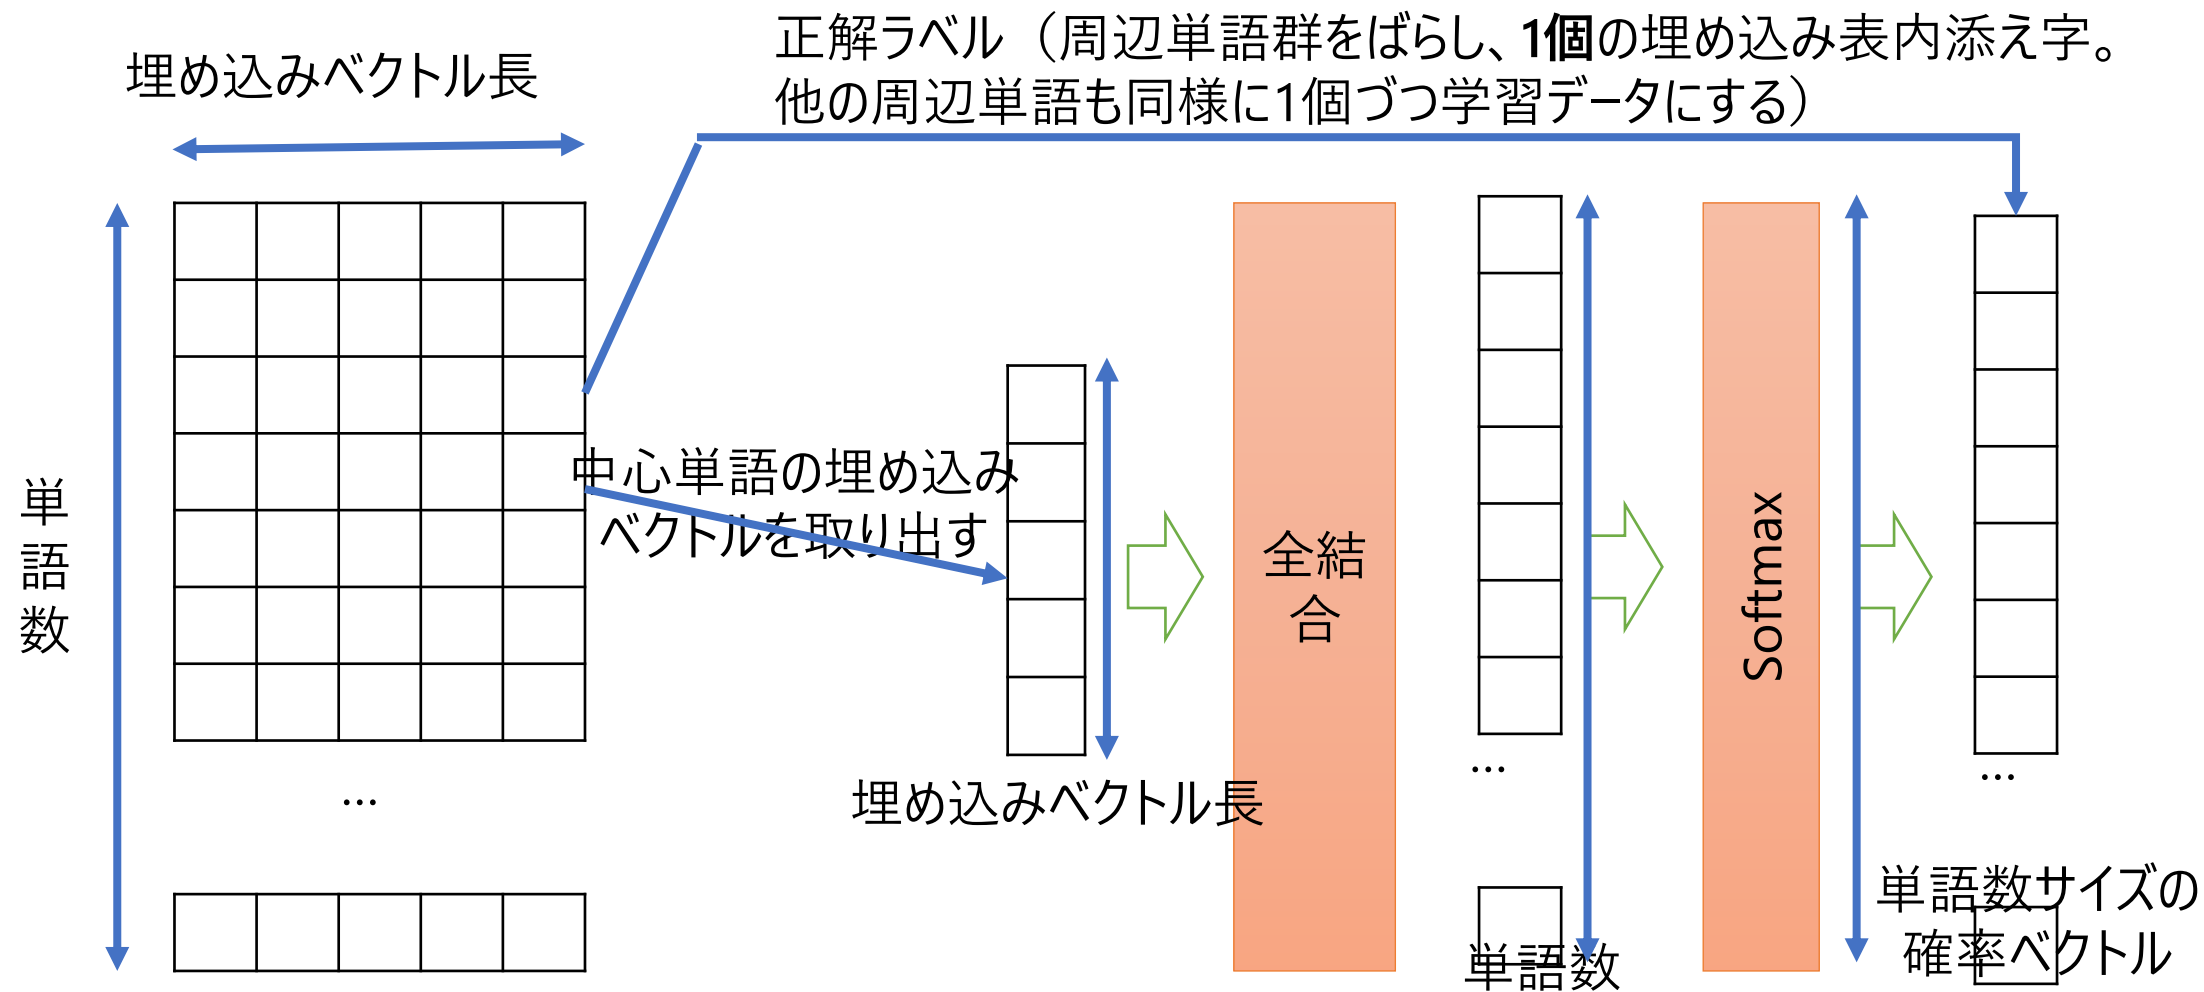 正解ラベル（周辺単語群をばらし、1個の埋め込み表内添え字。
他の周辺単語も同様に1個づつ学習データにする）
埋め込みベクトル長
単
語
数
中心単語の埋め込み
ベクトルを取り出す
埋め込みベクトル長
全結
合
Softmax
…
…
…
単語数
単語数サイズの
確率ベクトル